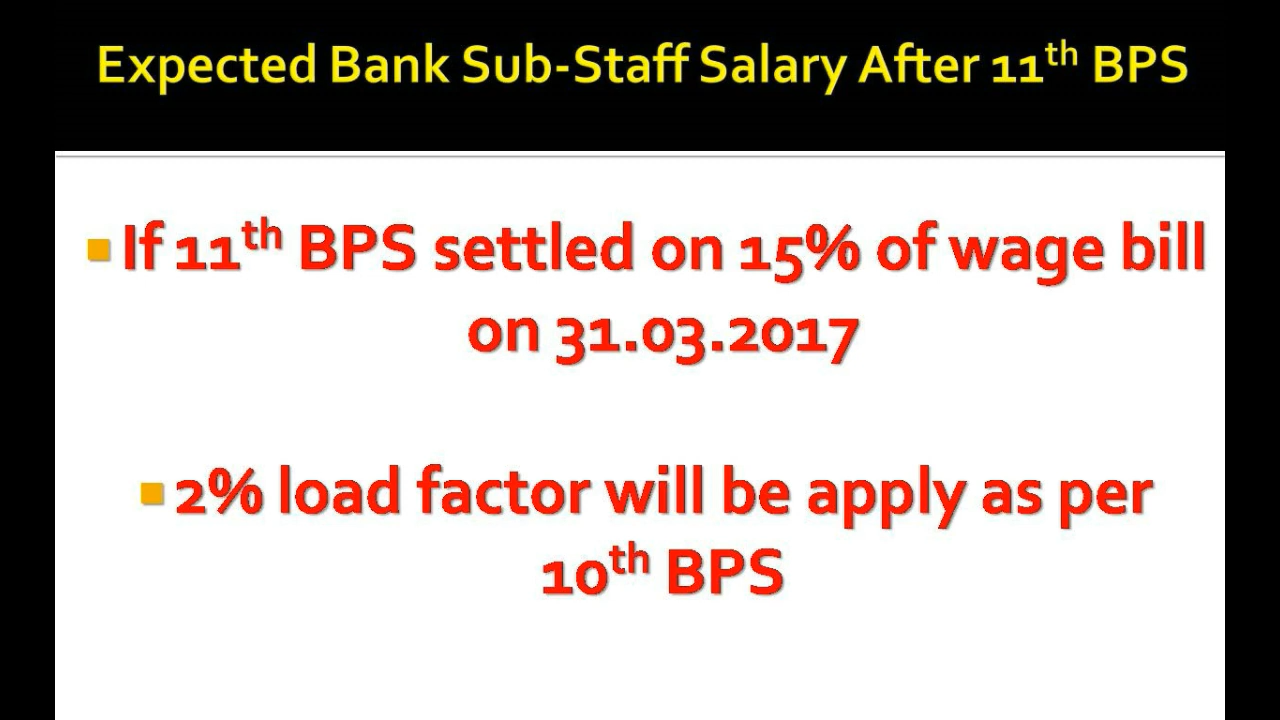 Expected Bank Sub-Staff Salary After 11th BPS
▪ If 11th BPS settled on 15% of wage bill
on 31.03.2017
▪ 2% load factor will be apply as per
10th BPS